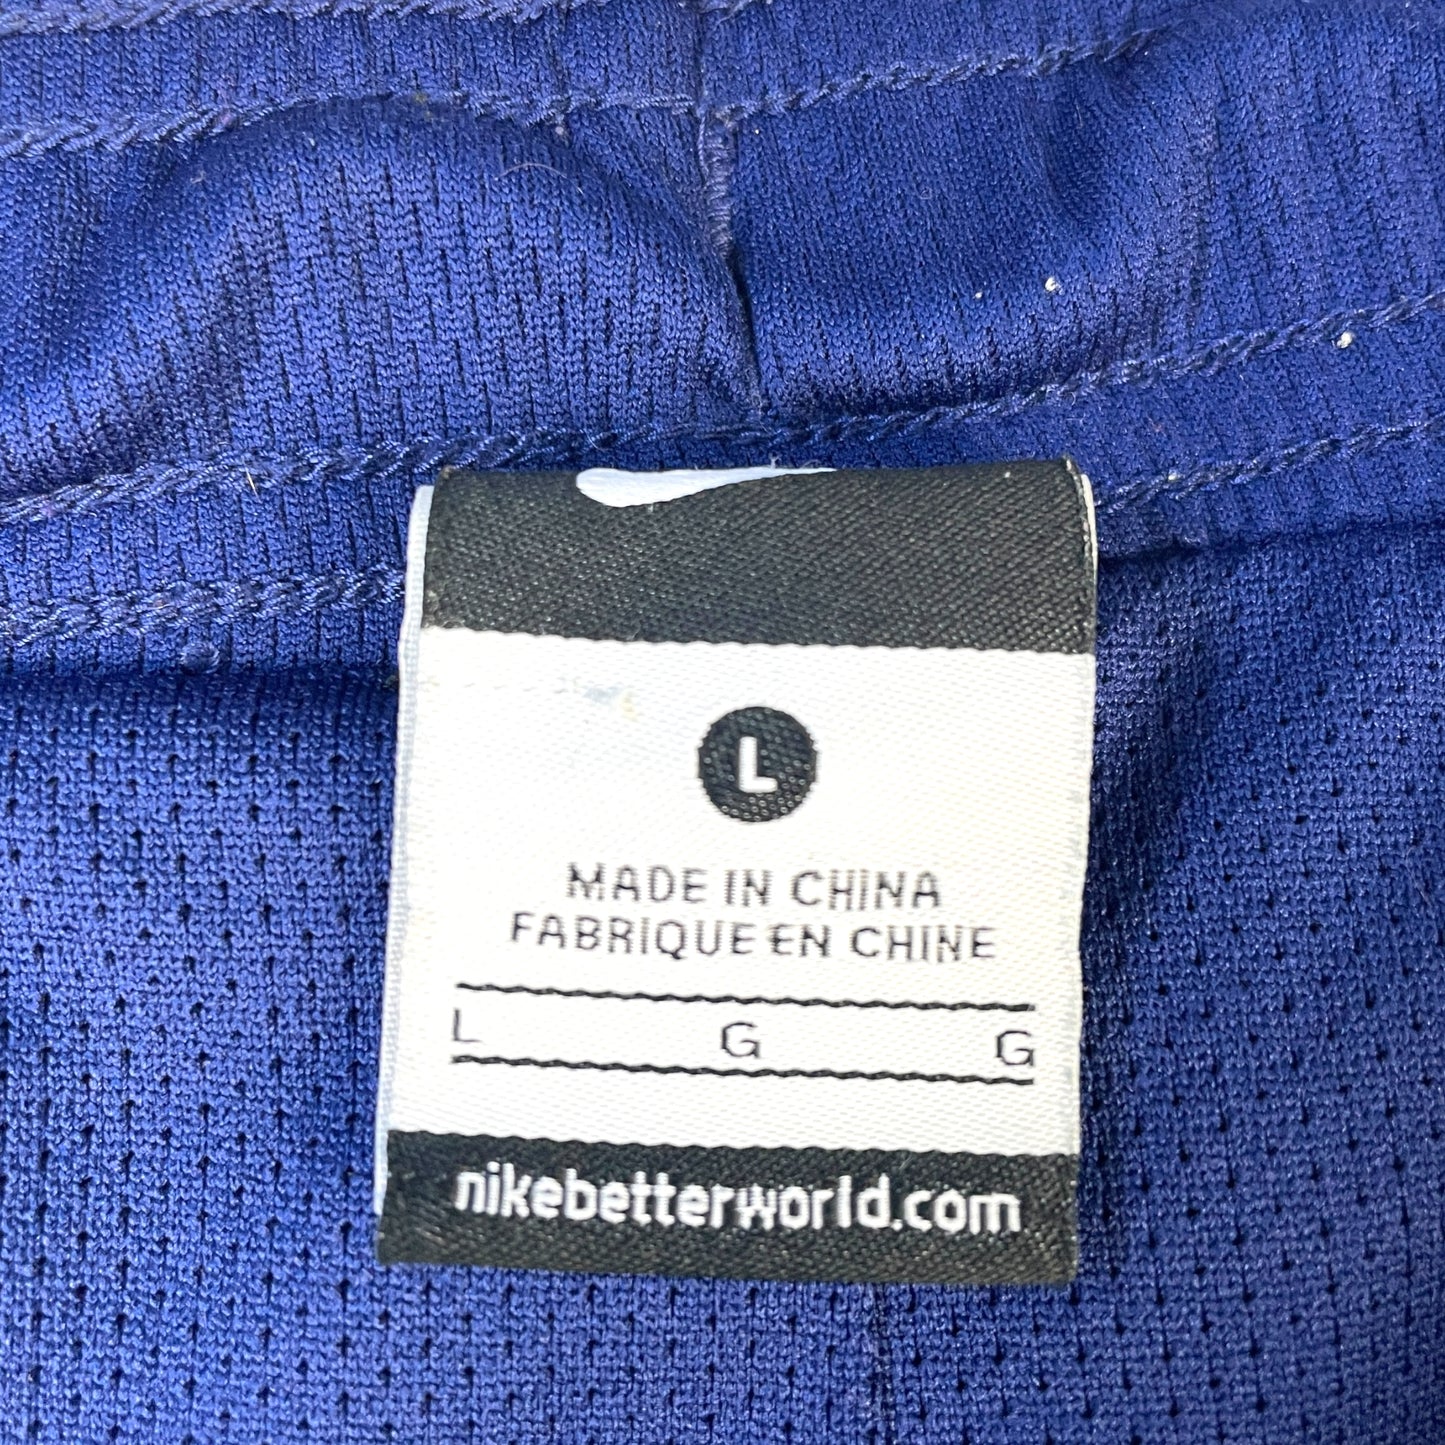 L
MADE IN CHINA
FABRIQUE EN CHINE
L G G
nikebetterworld.com